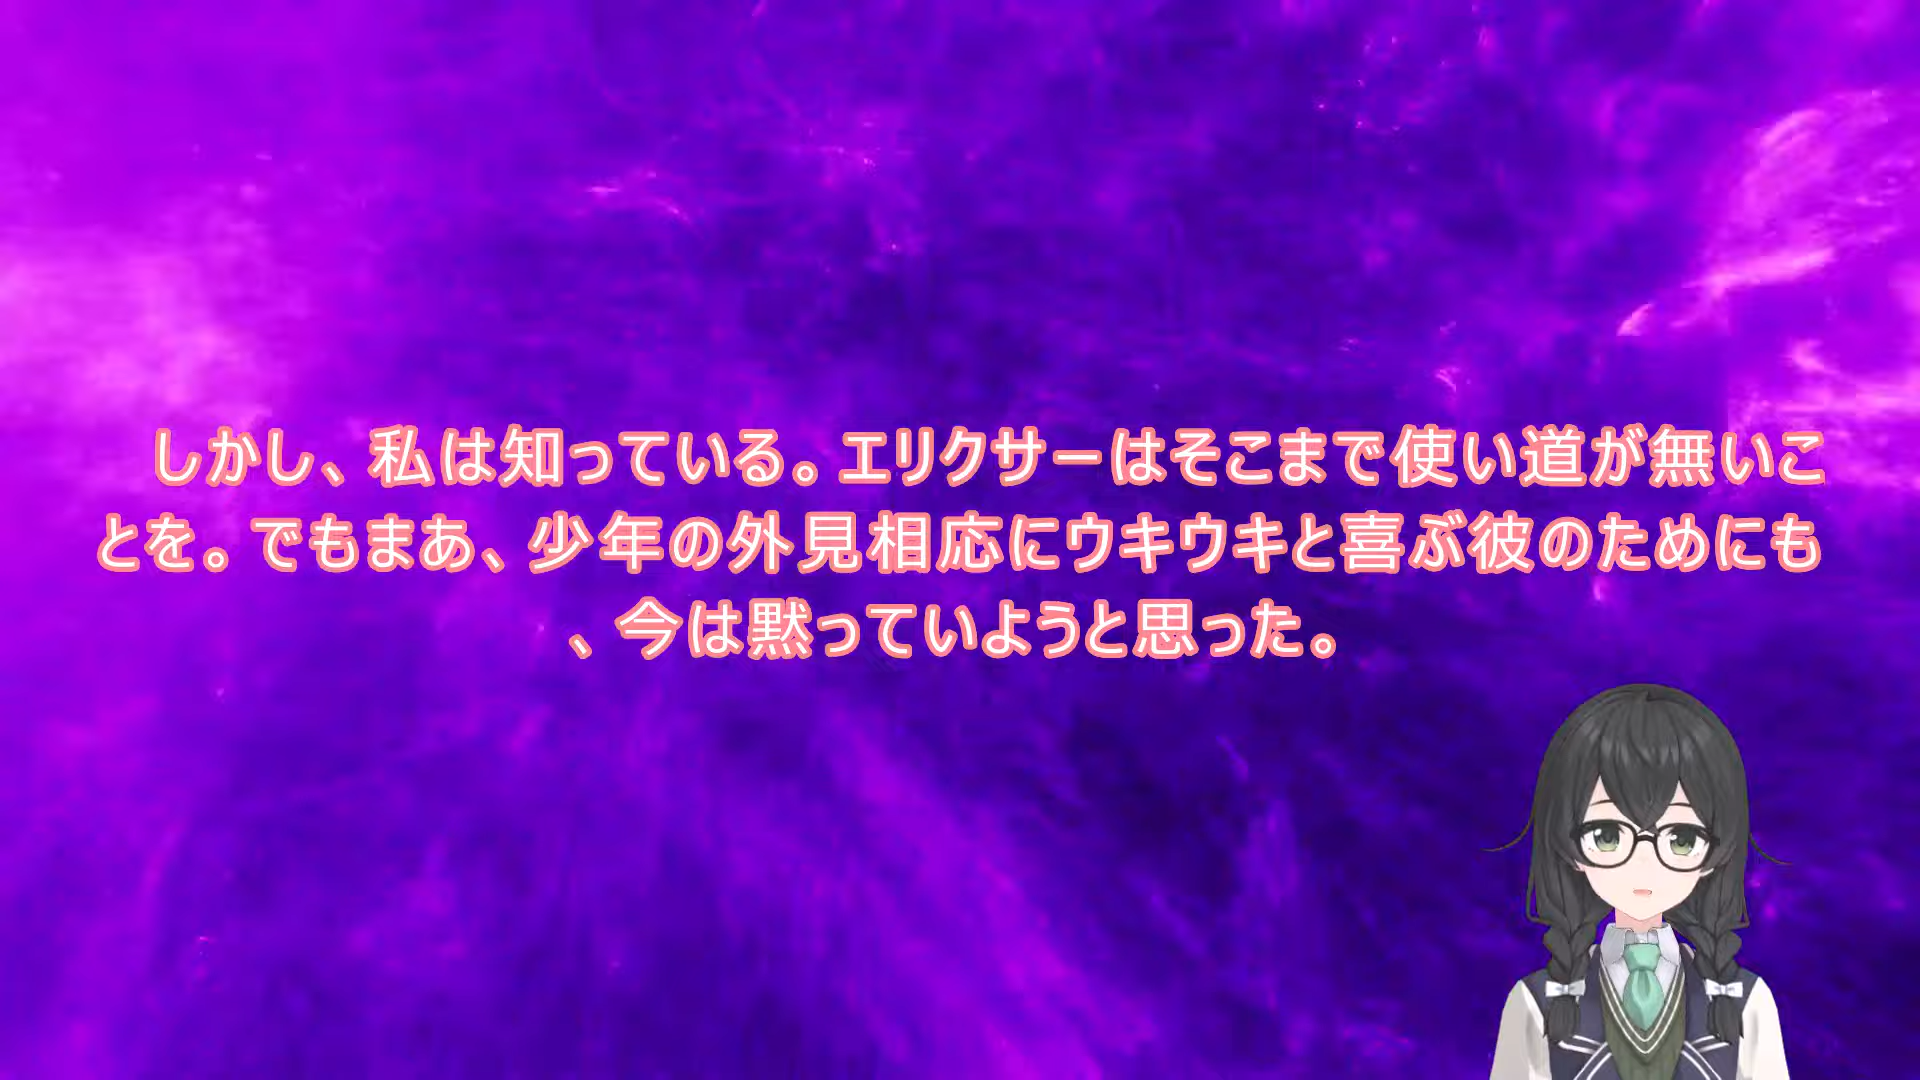 しかし、私は知っている。エリクサーはそこまで使い道が無いこ
とを。でもまあ、少年の外見相応にウキウキと喜ぶ彼のためにも
、今は黙っていようと思った。